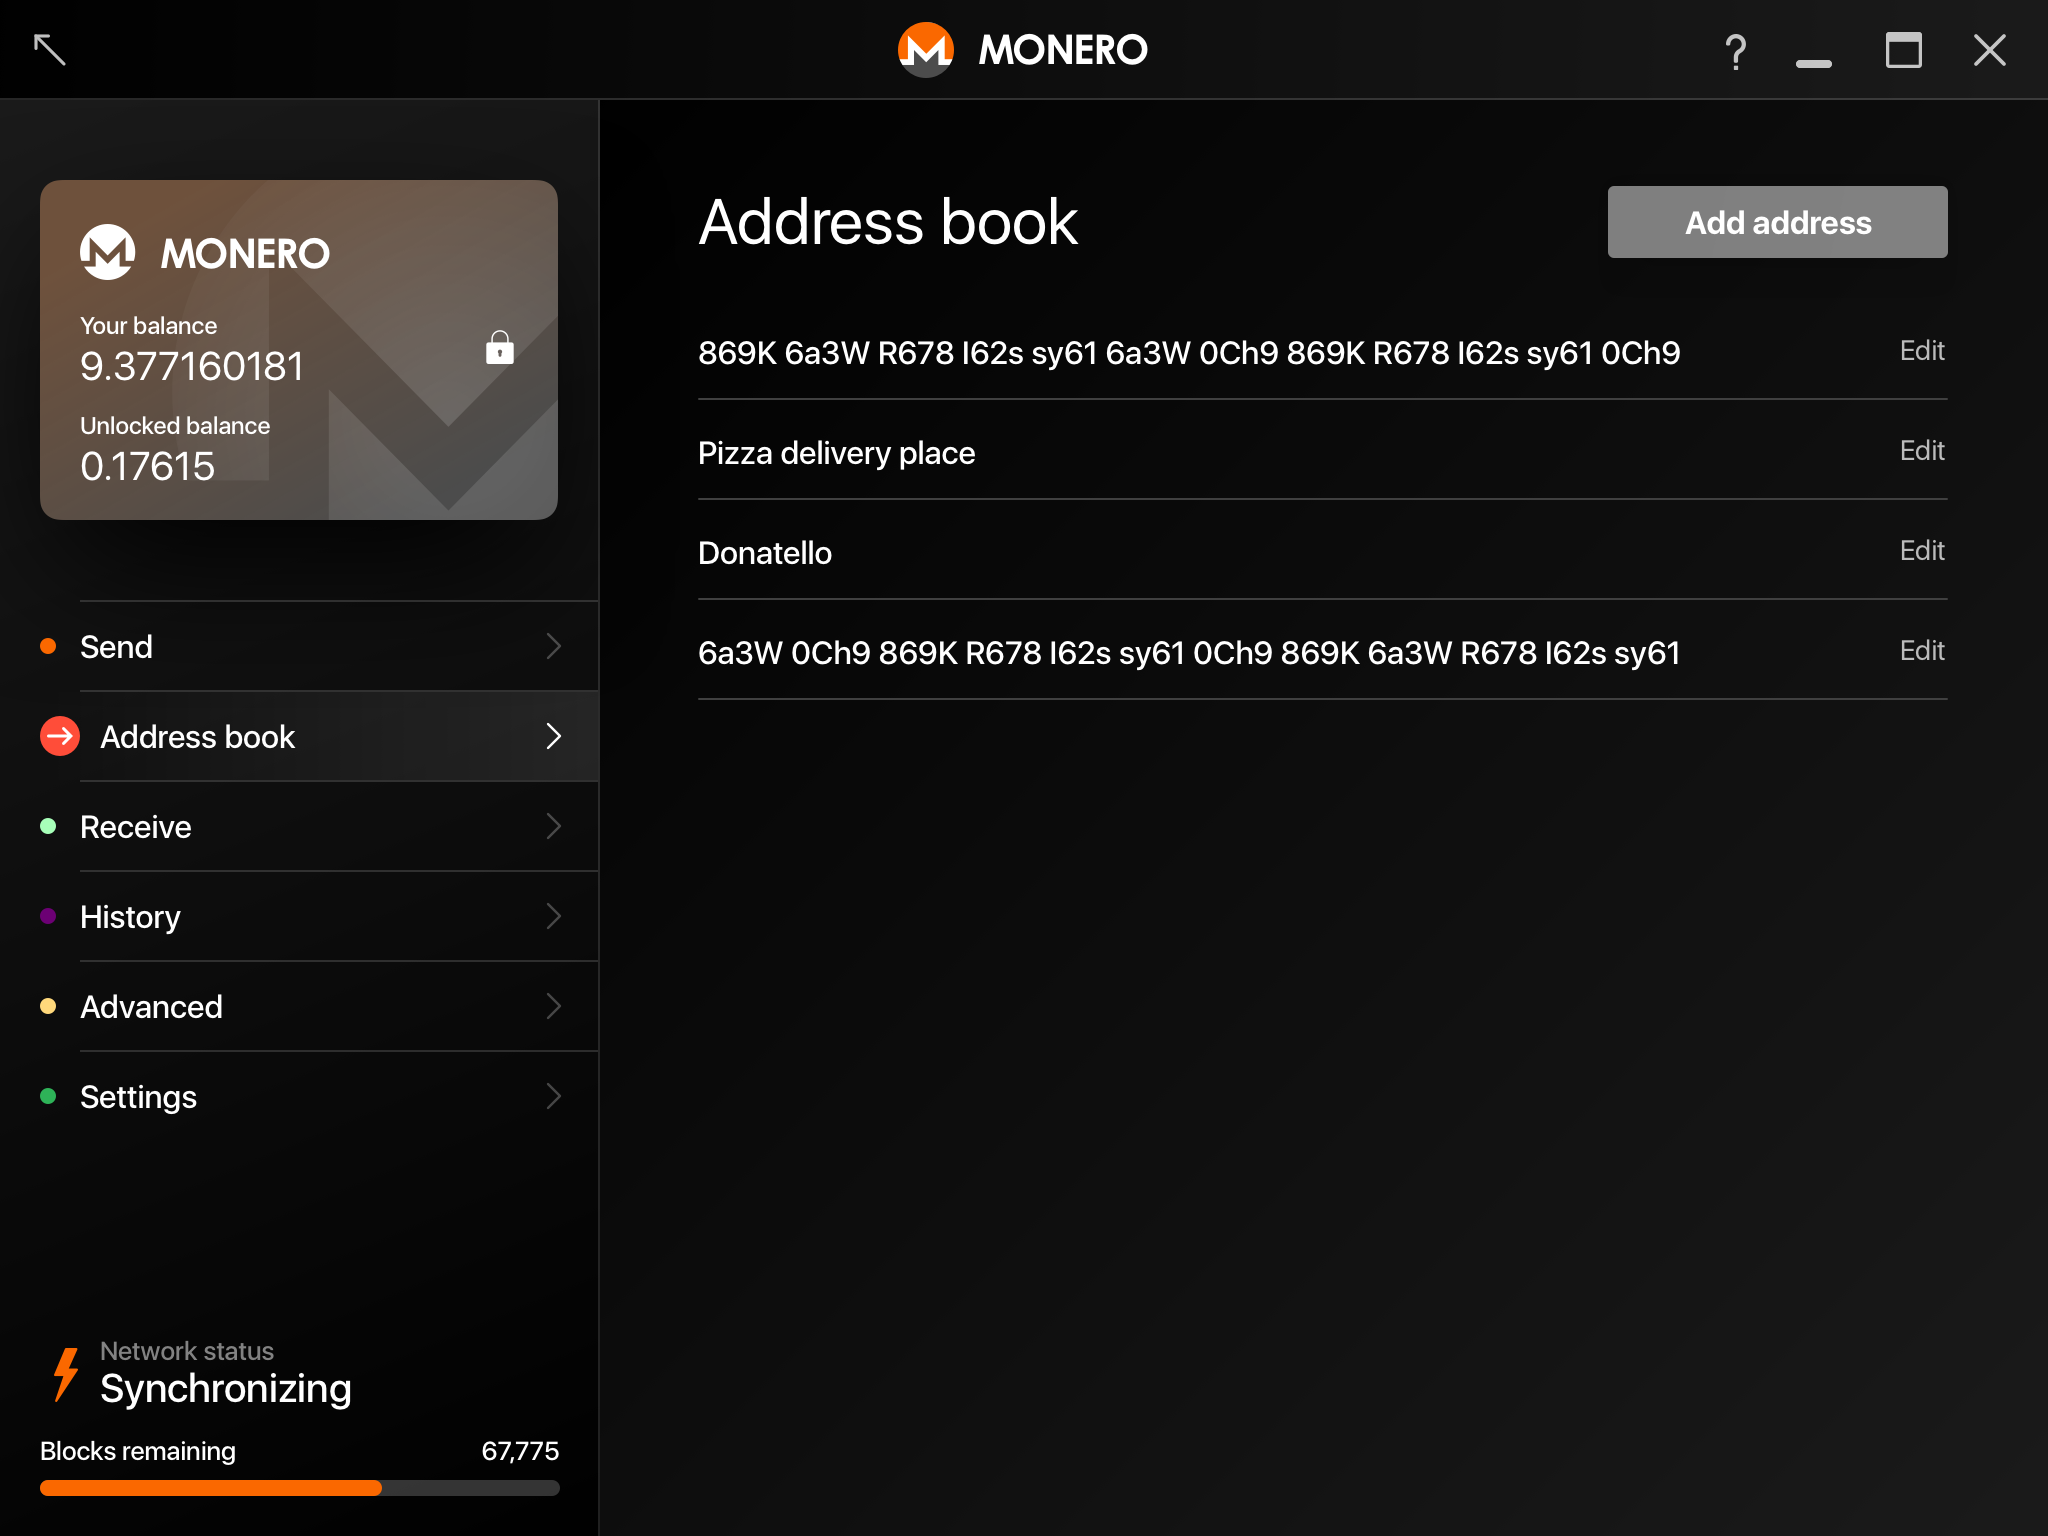 MONERO
?
MONERO
Your balance
9.377160181
Unlocked balance
0.17615
Send
Address book
Receive
History
Advanced
Settings
Network status
Synchronizing
Blocks remaining 67,775
Address book
Add address
869K 6a3W R678 I62s sy61 6a3W 0Ch9 869K R678 I62s sy61 0Ch9 Edit
Pizza delivery place Edit
Donatello Edit
6a3W 0Ch9 869K R678 I62s sy61 0Ch9 869K 6a3W R678 I62s sy61 Edit